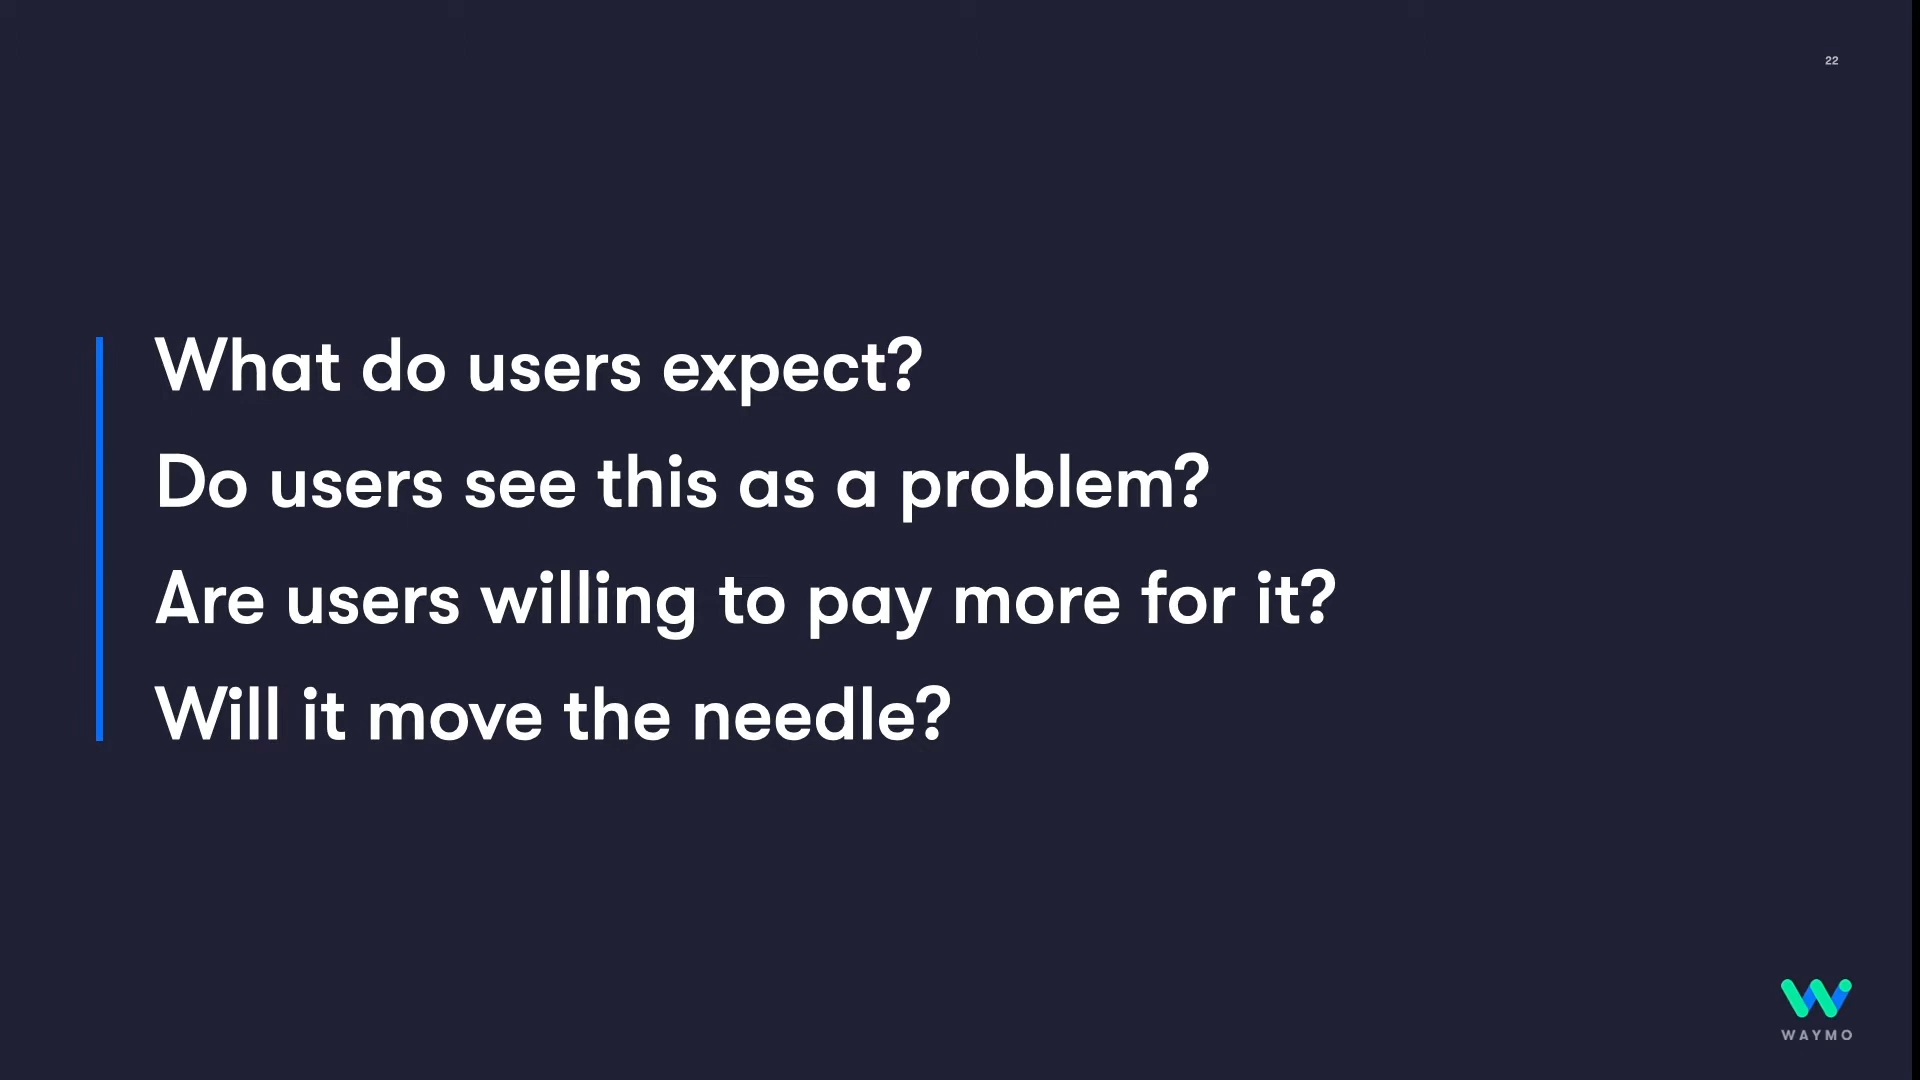 22
What do users expect?
Do users see this as a problem?
Are users willing to pay more for it?
Will it move the needle?
WAYMO